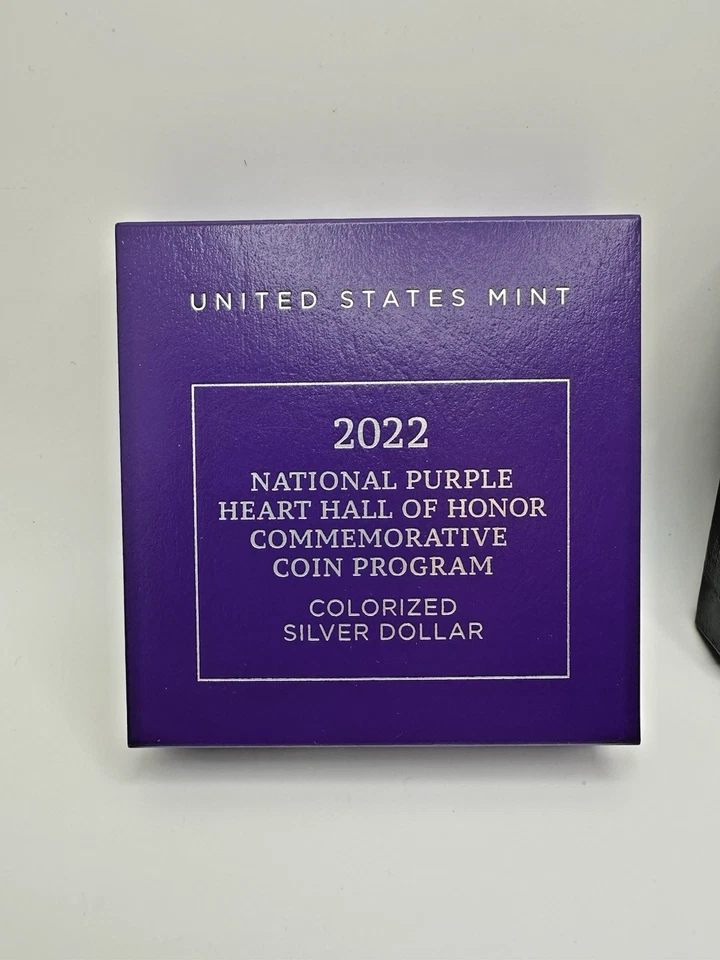 UNITED STATES MINT
2022
NATIONAL PURPLE
HEART HALL OF HONOR
COMMEMORATIVE
COIN PROGRAM
COLORIZED
SILVER DOLLAR